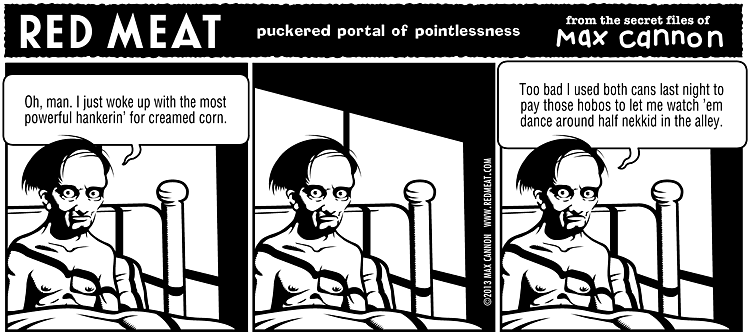 RED MEAT
puckered portal of pointlessness
from the secret files of
Max cannon
Oh, man. I just woke up with the most
powerful hankerin' for creamed corn.
©2013 MAX CANNON WWW.REDMEAT.COM
Too bad I used both cans last night to
pay those hobos to let me watch 'em
dance around half nekkid in the alley.